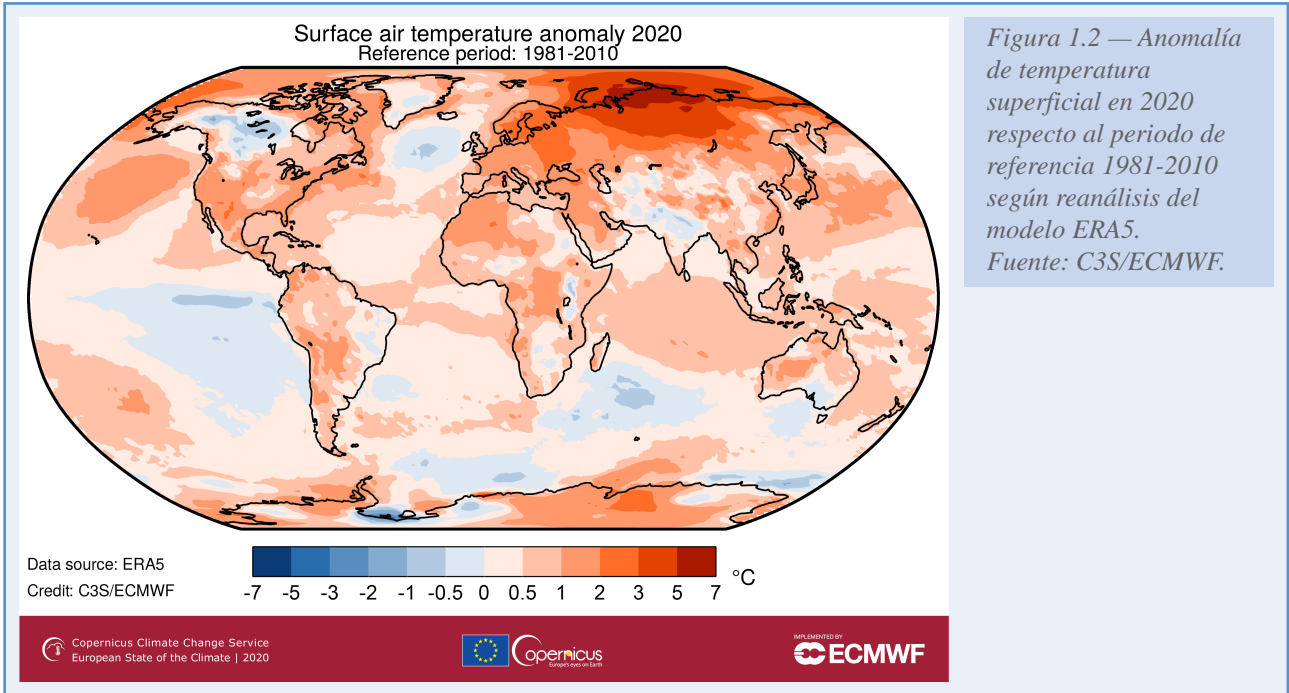 Surface air temperature anomaly 2020
Reference period: 1981-2010
Figura 1.2 — Anomalía
de temperatura
superficial en 2020
respecto al periodo de
referencia 1981-2010
según reanálisis del
modelo ERA5.
Fuente: C3S/ECMWF.
Data source: ERA5
Credit: C3S/ECMWF
-7 -5 -3 -2 -1 -0.5 0 0.5 1 2 3 5 7 °C
Copernicus Climate Change Service
European State of the Climate | 2020
Copernicus
Europe's eyes on Earth
IMPLEMENTED BY
ECMWF